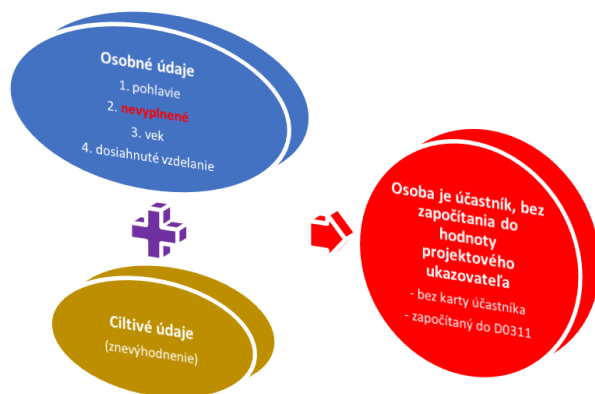 Osobné údaje
1. pohlavie
2. nevyplnené
3. vek
4. dosiahnuté vzdelanie
Ciltivé údaje
(znevýhodnenie)
Osoba je účastník, bez
započítania do
hodnoty
projektového
ukazovateľa
- bez karty účastníka
- započítaný do D0311